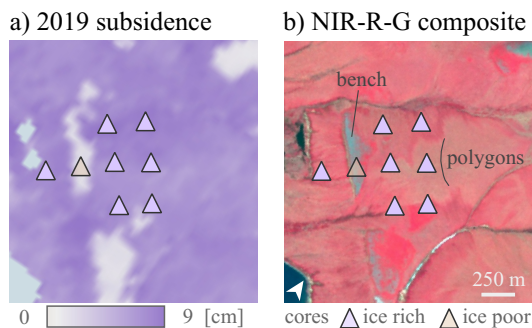 a) 2019 subsidence
b) NIR-R-G composite
bench
polygons
250 m
0 9 [cm]
cores ice rich ice poor